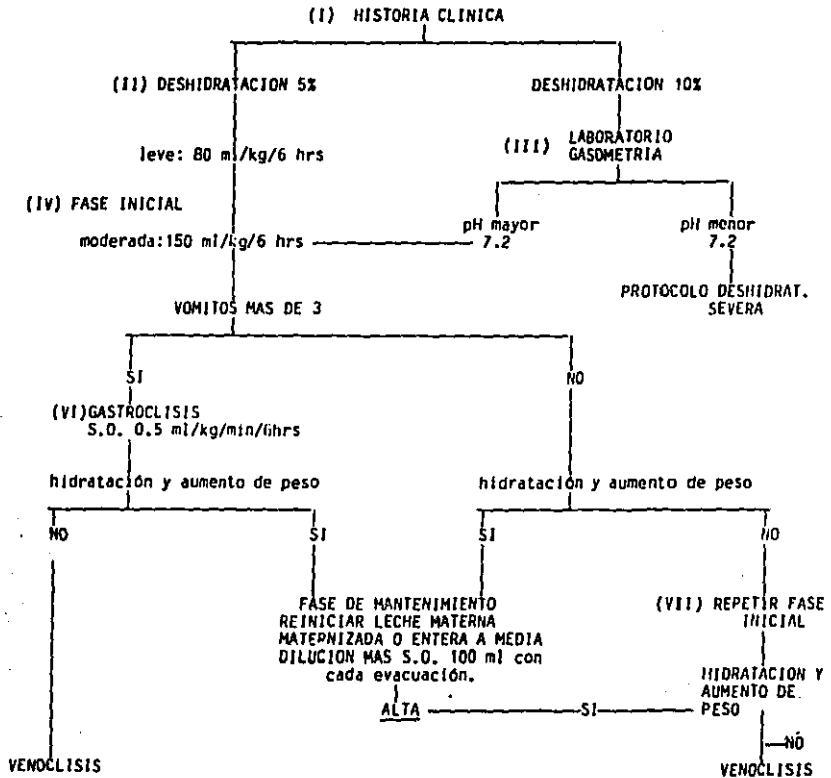 (I) HISTORIA CLINICA
(II) DESHIDRATACION 5%
DESHIDRATACION 10%
leve: 80 ml/kg/6 hrs
(III) LABORATORIO
GASOMETRIA
(IV) FASE INICIAL
moderada:150 ml/kg/6 hrs
pH mayor
7.2
pH menor
7.2
PROTOCOLO DESHIDRAT.
SEVERA
VOMITOS MAS DE 3
SI
NO
(VI)GASTROCLISIS
S.O. 0.5 ml/kg/min/6hrs
hidratación y aumento de peso
hidratación y aumento de peso
NO
SI
SI
NO
FASE DE MANTENIMIENTO
REINICIAR LECHE MATERNA
MATERNIZADA O ENTERA A MEDIA
DILUCION MAS S.O. 100 ml con
cada evacuación.
(VII) REPETIR FASE
INICIAL
HIDRATACION Y
AUMENTO DE
PESO
ALTA
SI
NO
VENOCLISIS
VENOCLISIS